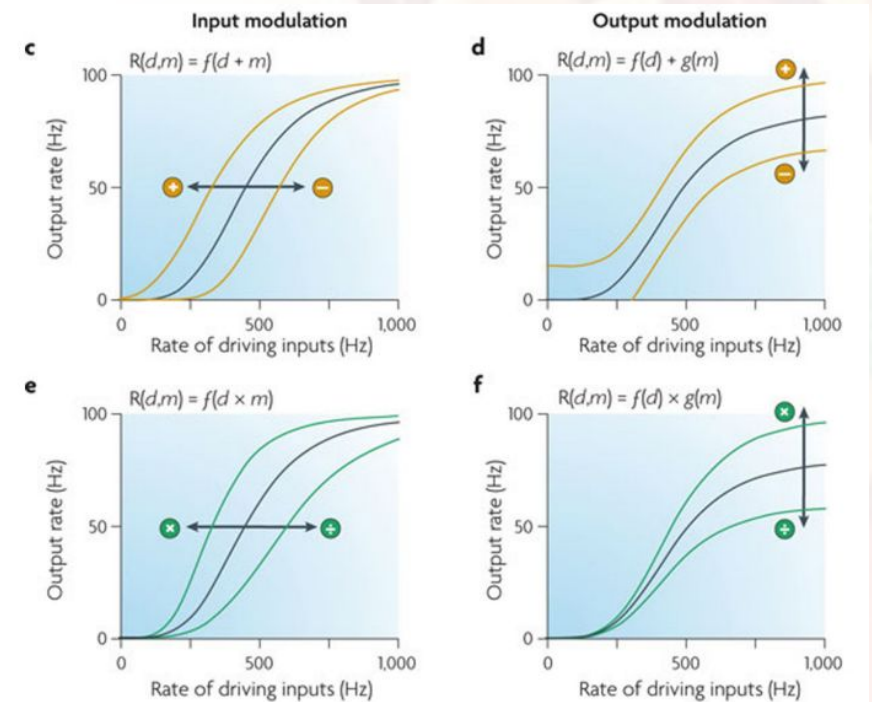 Input modulation
Output modulation
c
R(d,m) = f(d + m)
100
50
0
Output rate (Hz)
+
−
0
500
1,000
Rate of driving inputs (Hz)
d
R(d,m) = f(d) + g(m)
100
50
0
Output rate (Hz)
+
−
0
500
1,000
Rate of driving inputs (Hz)
e
R(d,m) = f(d × m)
100
50
0
Output rate (Hz)
×
÷
0
500
1,000
Rate of driving inputs (Hz)
f
R(d,m) = f(d) × g(m)
100
50
0
Output rate (Hz)
×
÷
0
500
1,000
Rate of driving inputs (Hz)